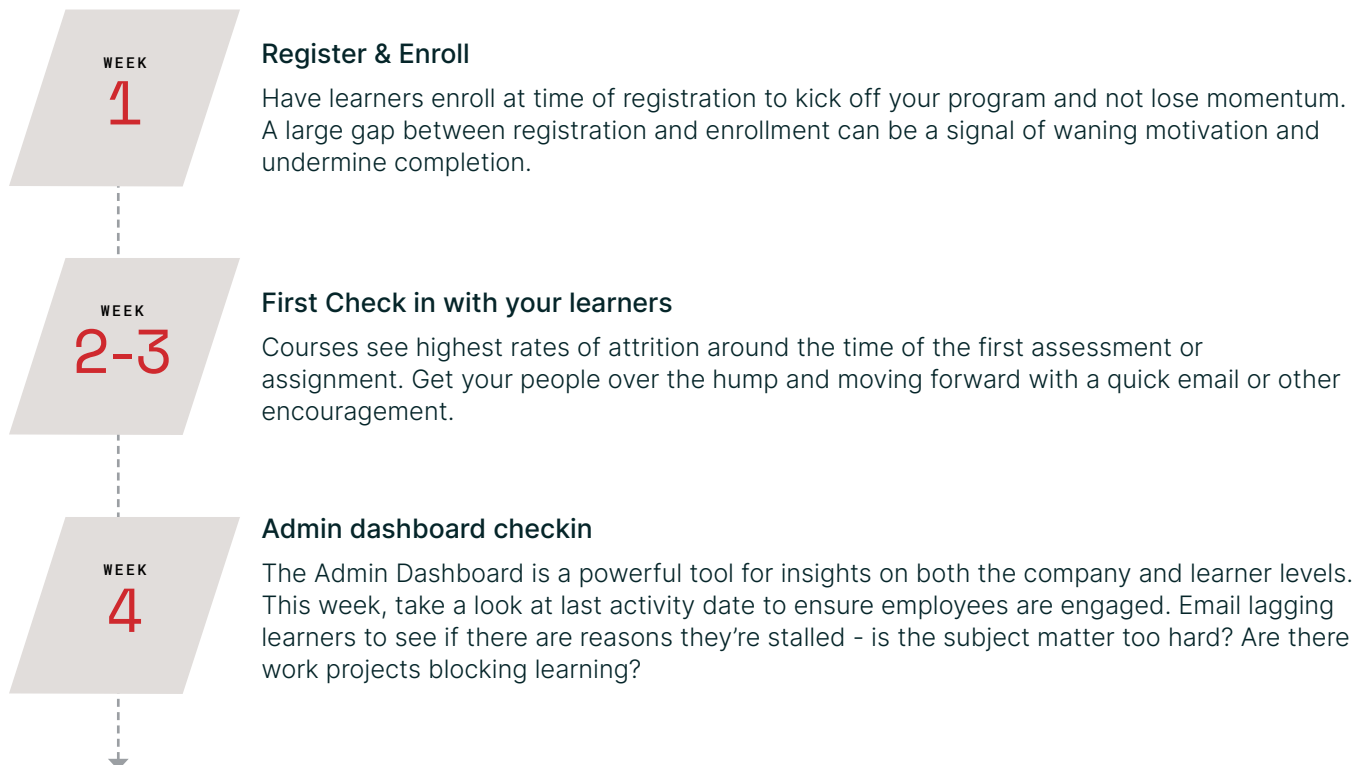 WEEK
1
Register & Enroll
Have learners enroll at time of registration to kick off your program and not lose momentum.
A large gap between registration and enrollment can be a signal of waning motivation and
undermine completion.
WEEK
2-3
First Check in with your learners
Courses see highest rates of attrition around the time of the first assessment or
assignment. Get your people over the hump and moving forward with a quick email or other
encouragement.
WEEK
4
Admin dashboard checkin
The Admin Dashboard is a powerful tool for insights on both the company and learner levels.
This week, take a look at last activity date to ensure employees are engaged. Email lagging
learners to see if there are reasons they’re stalled - is the subject matter too hard? Are there
work projects blocking learning?